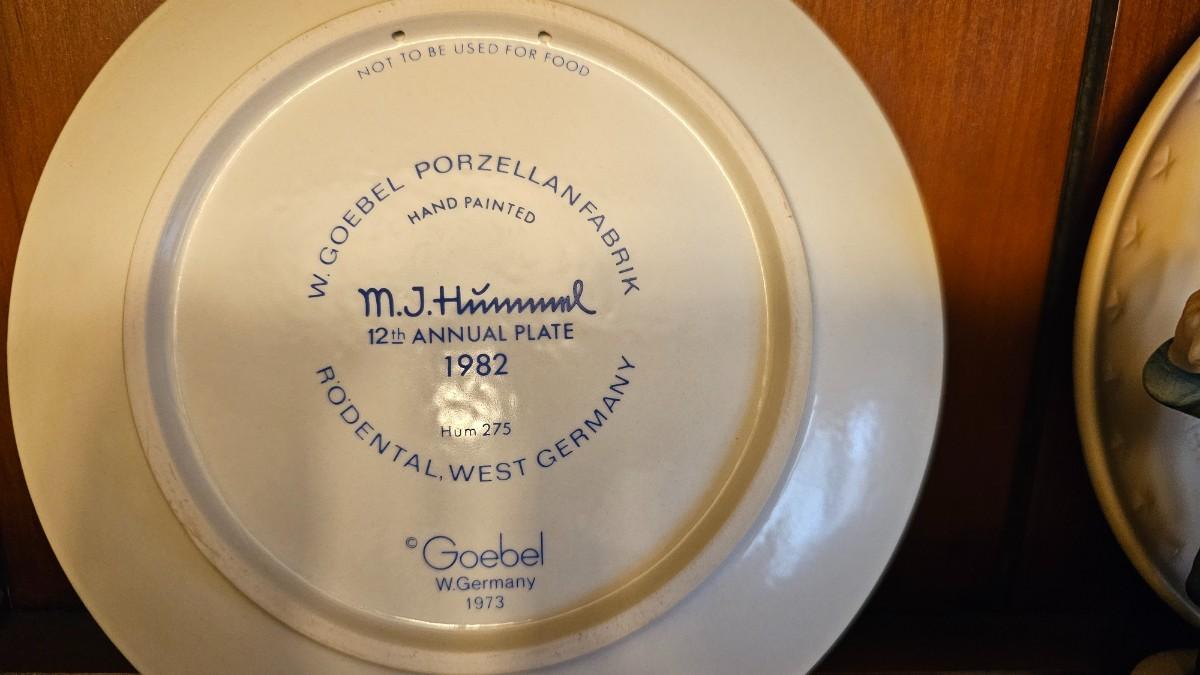 NOT TO BE USED FOR FOOD
W. GOEBEL PORZELLANFABRIK
HAND PAINTED
M.J.Hummel
12th ANNUAL PLATE
1982
Hum 275
RÖDENTAL, WEST GERMANY
© Goebel
W.Germany
1973